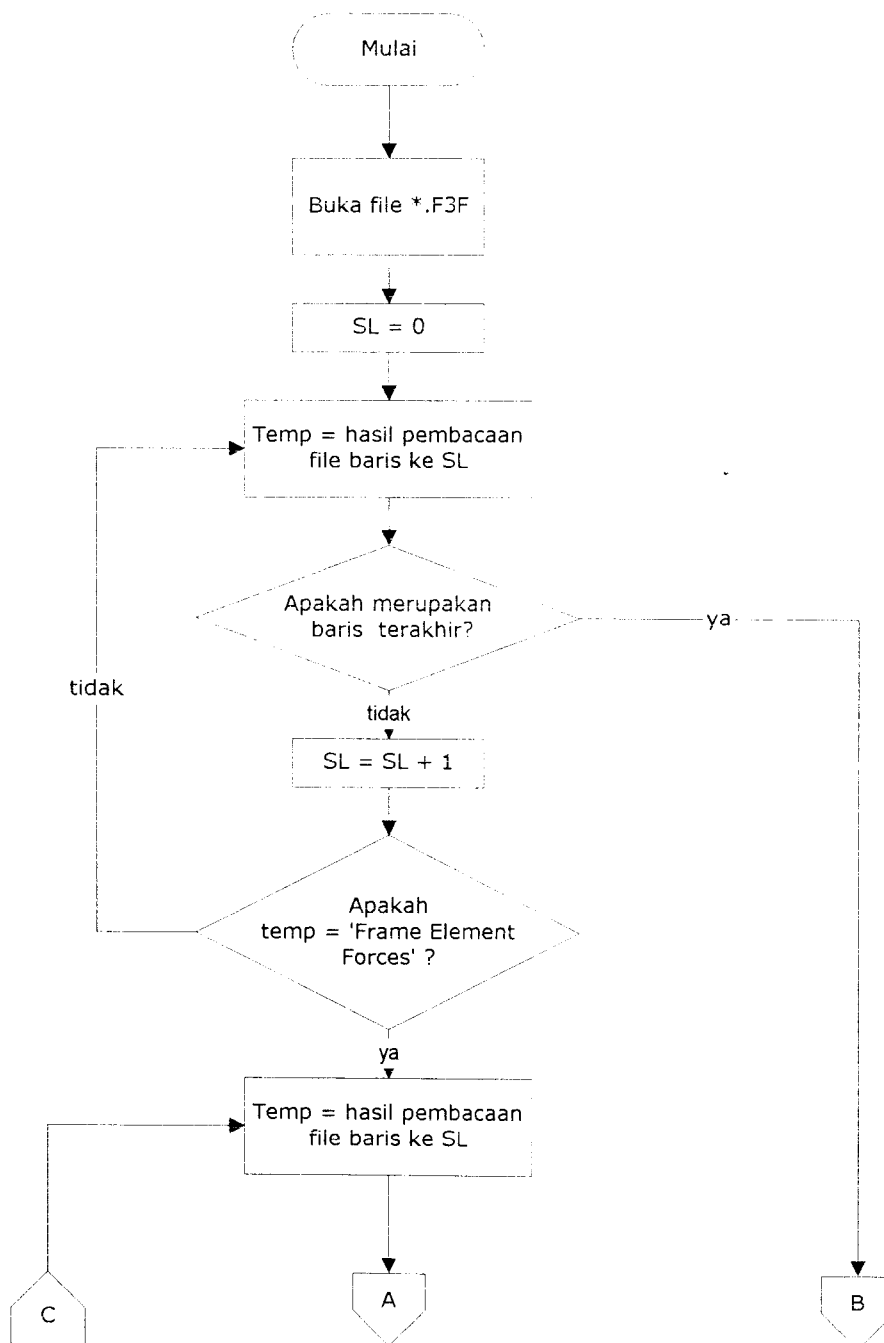 Mulai
Buka file *.F3F
SL = 0
Temp = hasil pembacaan
file baris ke SL
Apakah merupakan
baris terakhir?
ya
tidak
tidak
SL = SL + 1
Apakah
temp = 'Frame Element
Forces' ?
ya
Temp = hasil pembacaan
file baris ke SL
C
A
B